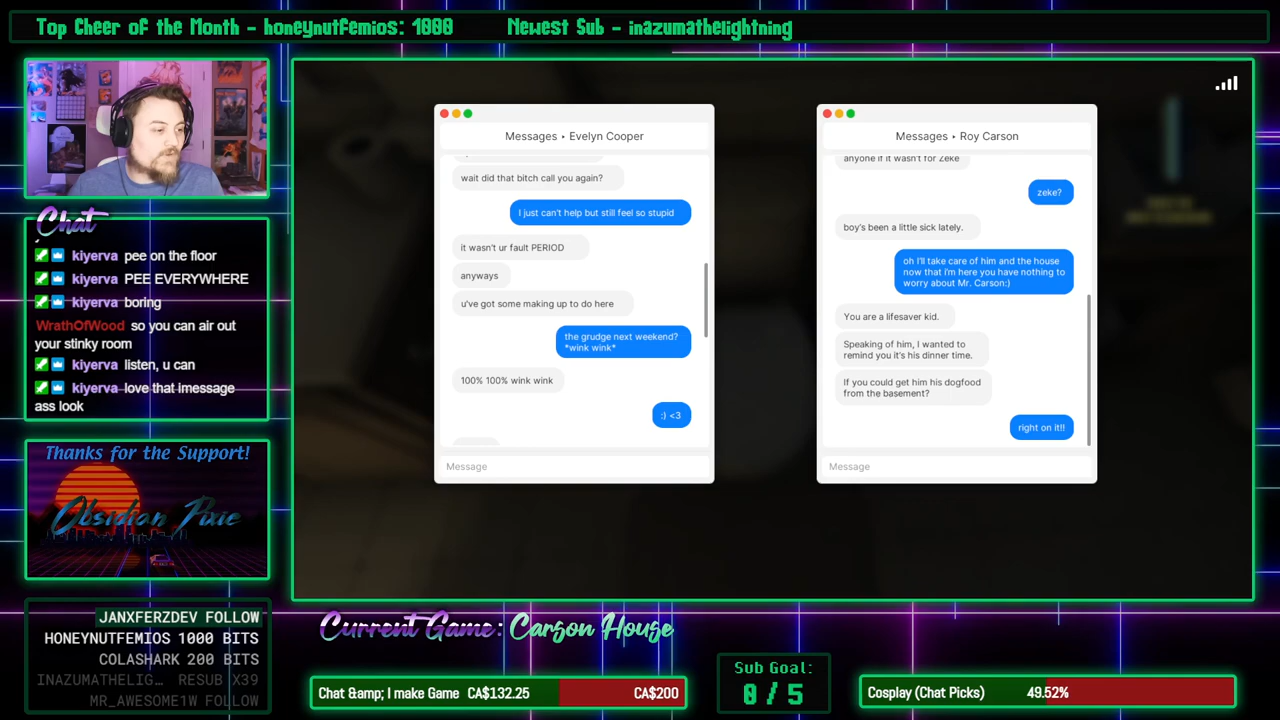 Top Cheer of the Month - honeynutfemios: 1000
Newest Sub - inazumathelightning
Chat
kiyerva pee on the floor
kiyerva PEE EVERYWHERE
kiyerva boring
WrathOfWood so you can air out
your stinky room
kiyerva listen, u can
kiyerva love that imessage
ass look
Thanks for the Support!
Obsidian Pixie
JANXFERZDEV FOLLOW
HONEYNUTFEMIOS 1000 BITS
COLASHARK 200 BITS
INAZUMATHELIG… RESUB X39
MR_AWESOME1W FOLLOW
Messages • Evelyn Cooper
wait did that bitch call you again?
I just can't help but still feel so stupid
it wasn't ur fault PERIOD
anyways
u've got some making up to do here
the grudge next weekend?
*wink wink*
100% 100% wink wink
:) <3
Message
Messages • Roy Carson
anyone if it wasn't for Zeke
zeke?
boy's been a little sick lately.
oh I'll take care of him and the house
now that i'm here you have nothing to
worry about Mr. Carson:)
You are a lifesaver kid.
Speaking of him, I wanted to
remind you it's his dinner time.
If you could get him his dogfood
from the basement?
right on it!!
Message
Current Game: Carson House
Chat &amp; I make Game CA$132.25 CA$200
Sub Goal:
0 / 5
Cosplay (Chat Picks) 49.52%